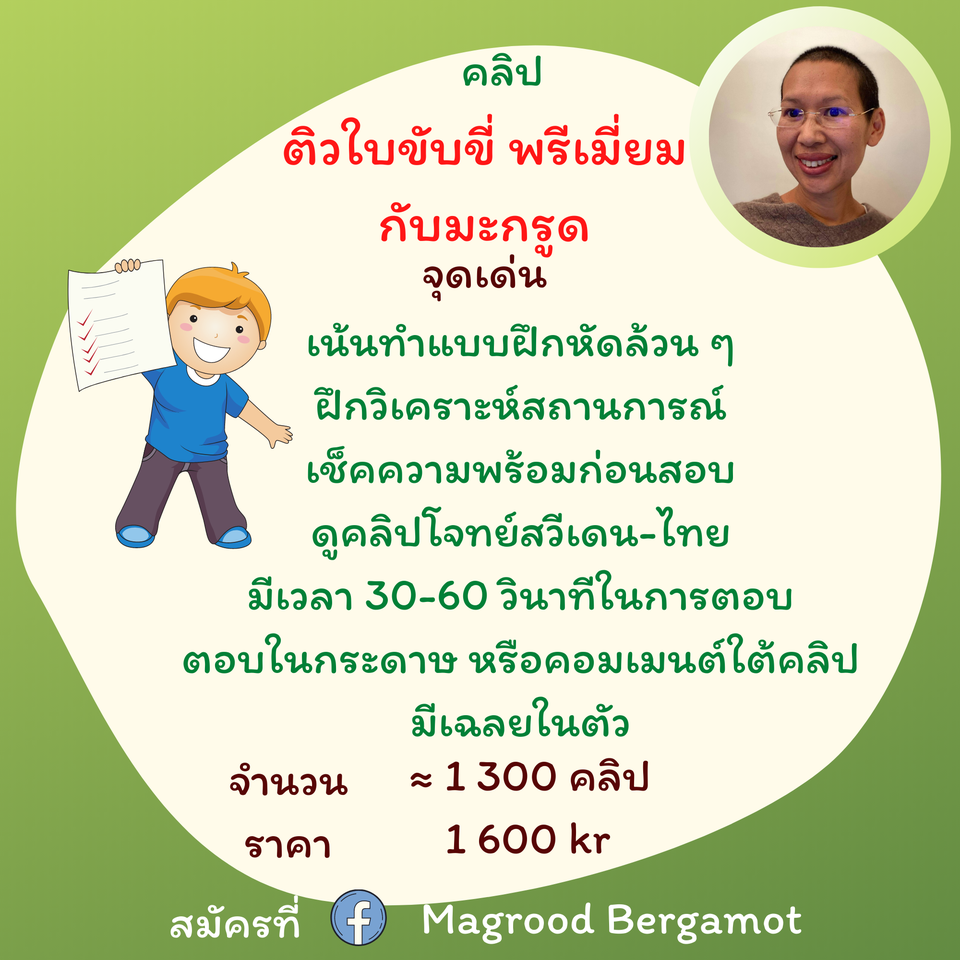 คลิป
ติวใบขับขี่ พรีเมี่ยม
กับมะกรูด
จุดเด่น
เน้นทำแบบฝึกหัดล้วน ๆ
ฝึกวิเคราะห์สถานการณ์
เช็คความพร้อมก่อนสอบ
ดูคลิปโจทย์สวีเดน-ไทย
มีเวลา 30-60 วินาทีในการตอบ
ตอบในกระดาษ หรือคอมเมนต์ใต้คลิป
มีเฉลยในตัว
จำนวน ≈ 1 300 คลิป
ราคา 1 600 kr
สมัครที่ f Magrood Bergamot